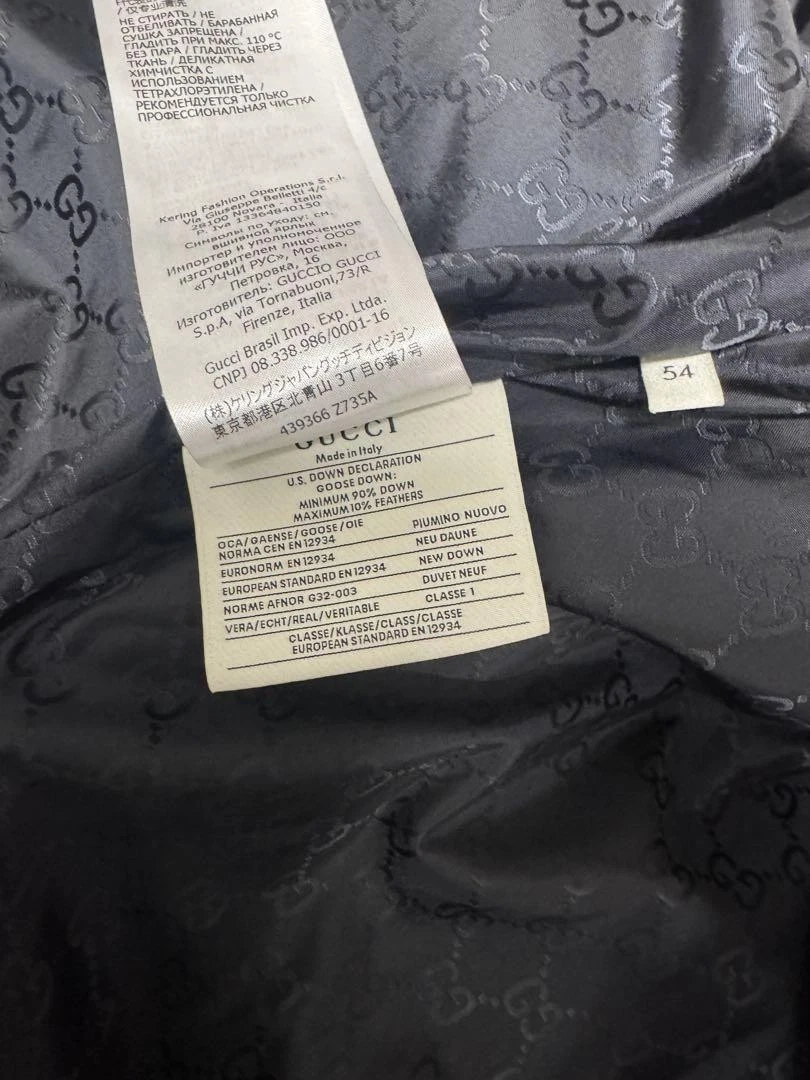 /仅专业清洗
НЕ СТИРАТЬ / НЕ
ОТБЕЛИВАТЬ / БАРАБАННАЯ
СУШКА ЗАПРЕЩЕНА /
ГЛАДИТЬ ПРИ МАКС. 110 °C
БЕЗ ПАРА / ГЛАДИТЬ ЧЕРЕЗ
ТКАНЬ / ДЕЛИКАТНАЯ
ХИМЧИСТКА С
ИСПОЛЬЗОВАНИЕМ
ТЕТРАХЛОРЭТИЛЕНА /
РЕКОМЕНДУЕТСЯ ТОЛЬКО
ПРОФЕССИОНАЛЬНАЯ ЧИСТКА
Kering Fashion Operations S.r.l.
Via Giuseppe Belletti 4/c
28100 Novara - Italia
P. Iva 13364840150
Символы по уходу: см.
вшивной ярлык
Импортер и уполномоченное
изготовителем лицо: ООО
«ГУЧЧИ РУС», Москва,
Петровка, 16
Изготовитель: GUCCIO GUCCI
S.p.A, via Tornabuoni,73/R
Firenze, Italia
Gucci Brasil Imp. Exp. Ltda.
CNPJ 08.338.986/0001-16
(株)ケリングジャパングッチディビジョン
東京都港区北青山3丁目6番7号
439366 Z735A
54
GUCCI
Made in Italy
U.S. DOWN DECLARATION
GOOSE DOWN:
MINIMUM 90% DOWN
MAXIMUM 10% FEATHERS
OCA/GAENSE/GOOSE/OIE PIUMINO NUOVO
NORMA CEN EN 12934
EURONORM EN 12934 NEU DAUNE
EUROPEAN STANDARD EN 12934 NEW DOWN
NORME AFNOR G32-003 DUVET NEUF
VERA/ECHT/REAL/VERITABLE CLASSE 1
CLASSE/KLASSE/CLASS/CLASSE
EUROPEAN STANDARD EN 12934